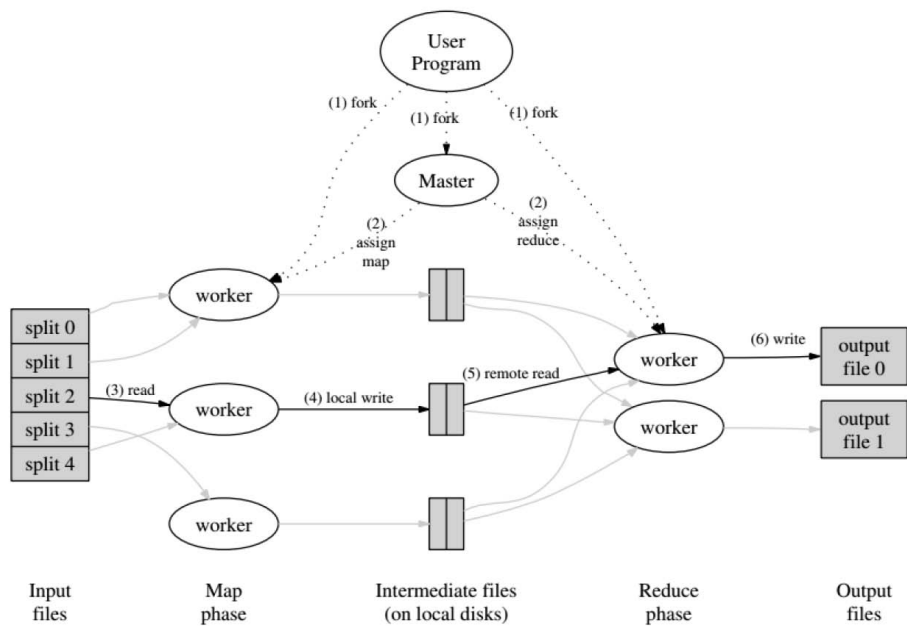 User
Program
(1) fork
(1) fork
(1) fork
Master
(2)
assign
map
(2)
assign
reduce
worker
split 0
split 1
split 2
split 3
split 4
(3) read
worker
(4) local write
(5) remote read
worker
(6) write
output
file 0
worker
output
file 1
worker
Input
files
Map
phase
Intermediate files
(on local disks)
Reduce
phase
Output
files